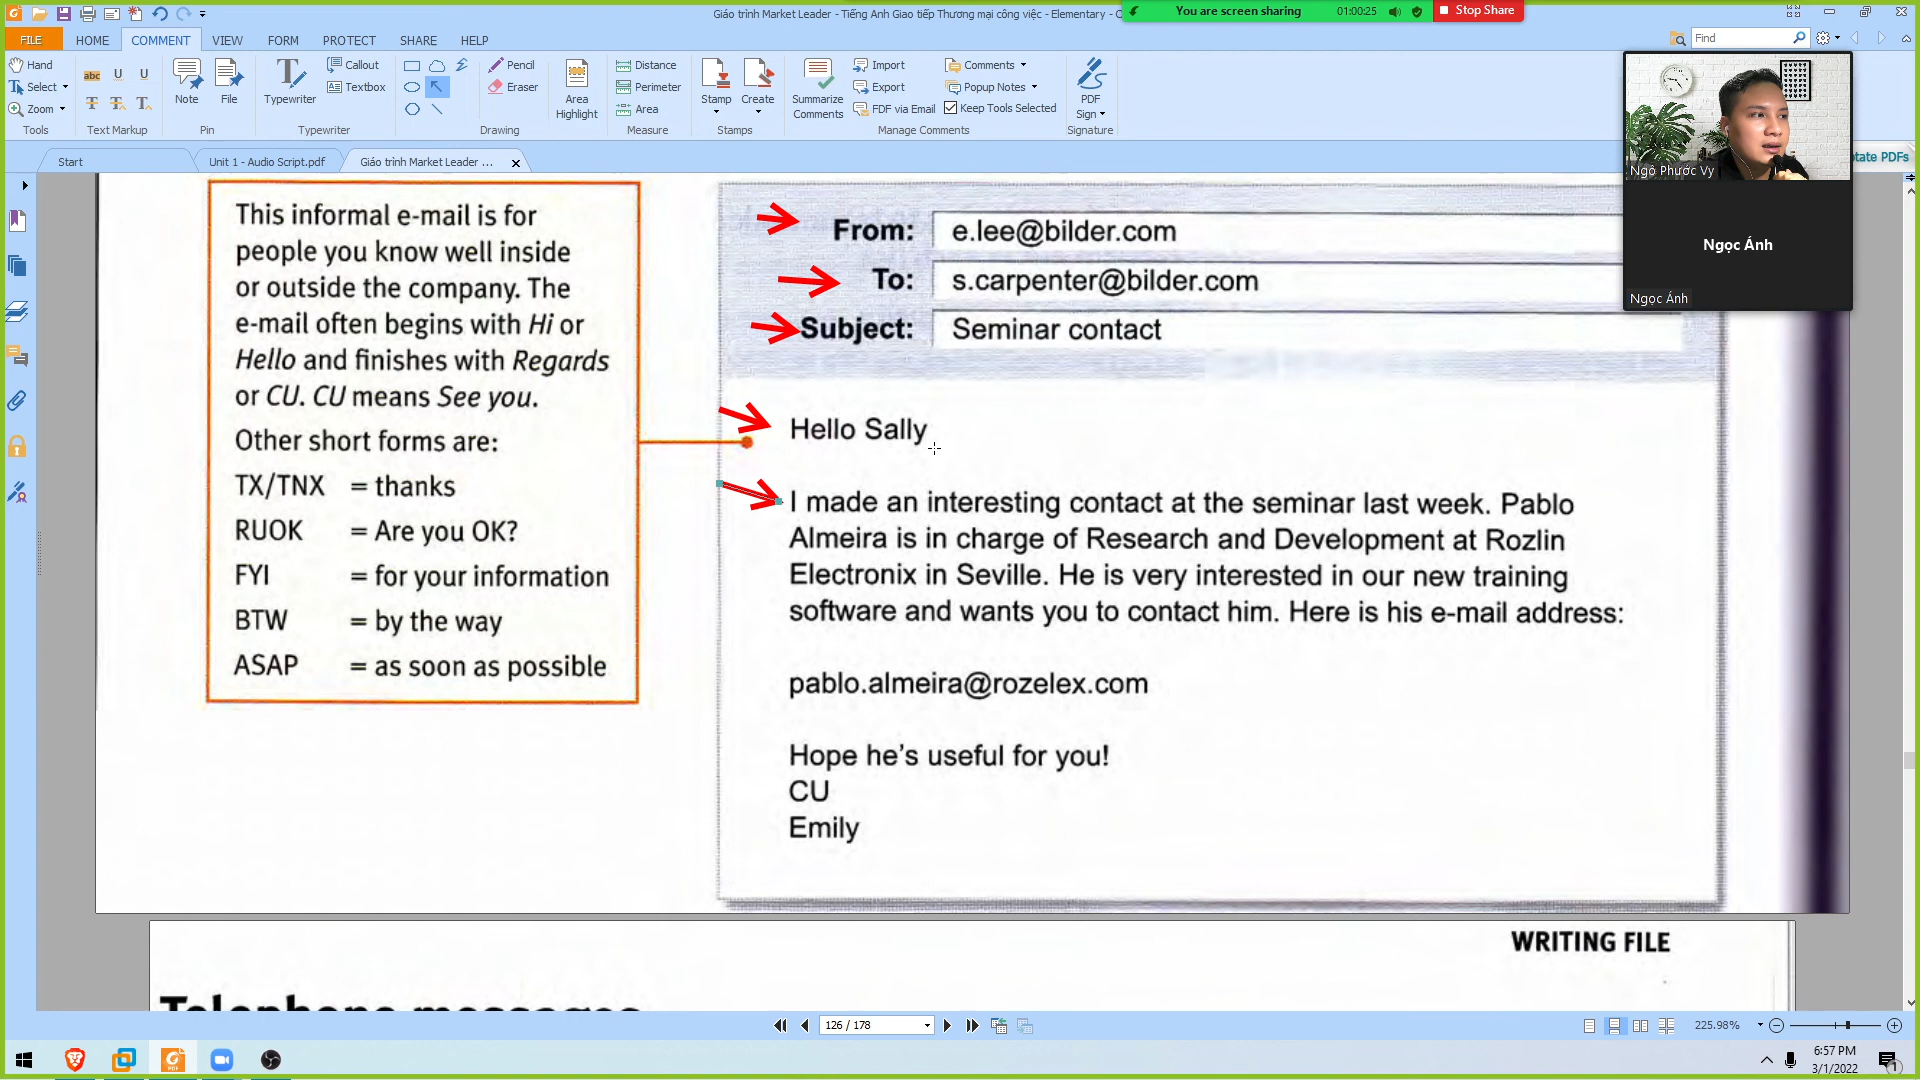 Giáo trình Market Leader - Tiếng Anh Giao tiếp Thương mại công việc - Elementary - C
You are screen sharing
01:00:25
Stop Share
FILE
HOME
COMMENT
VIEW
FORM
PROTECT
SHARE
HELP
Find
Hand
Select
Zoom
Tools
abc
U
U
T
T
T
Text Markup
Note
File
Pin
Typewriter
Callout
Textbox
Typewriter
Pencil
Eraser
Drawing
Area Highlight
Distance
Perimeter
Area
Measure
Stamp
Create
Stamps
Summarize Comments
Import
Export
FDF via Email
Comments
Popup Notes
Keep Tools Selected
Manage Comments
PDF Sign
Signature
Start
Unit 1 - Audio Script.pdf
Giáo trình Market Leader ...
otate PDFs
Ngô Phước Vy
Ngọc Ánh
Ngọc Ánh
This informal e-mail is for
people you know well inside
or outside the company. The
e-mail often begins with Hi or
Hello and finishes with Regards
or CU. CU means See you.
Other short forms are:
TX/TNX = thanks
RUOK = Are you OK?
FYI = for your information
BTW = by the way
ASAP = as soon as possible
From: e.lee@bilder.com
To: s.carpenter@bilder.com
Subject: Seminar contact
Hello Sally
I made an interesting contact at the seminar last week. Pablo
Almeira is in charge of Research and Development at Rozlin
Electronix in Seville. He is very interested in our new training
software and wants you to contact him. Here is his e-mail address:
pablo.almeira@rozelex.com
Hope he's useful for you!
CU
Emily
WRITING FILE
Telephone messages
126 / 178
225.98%
6:57 PM
3/1/2022
1